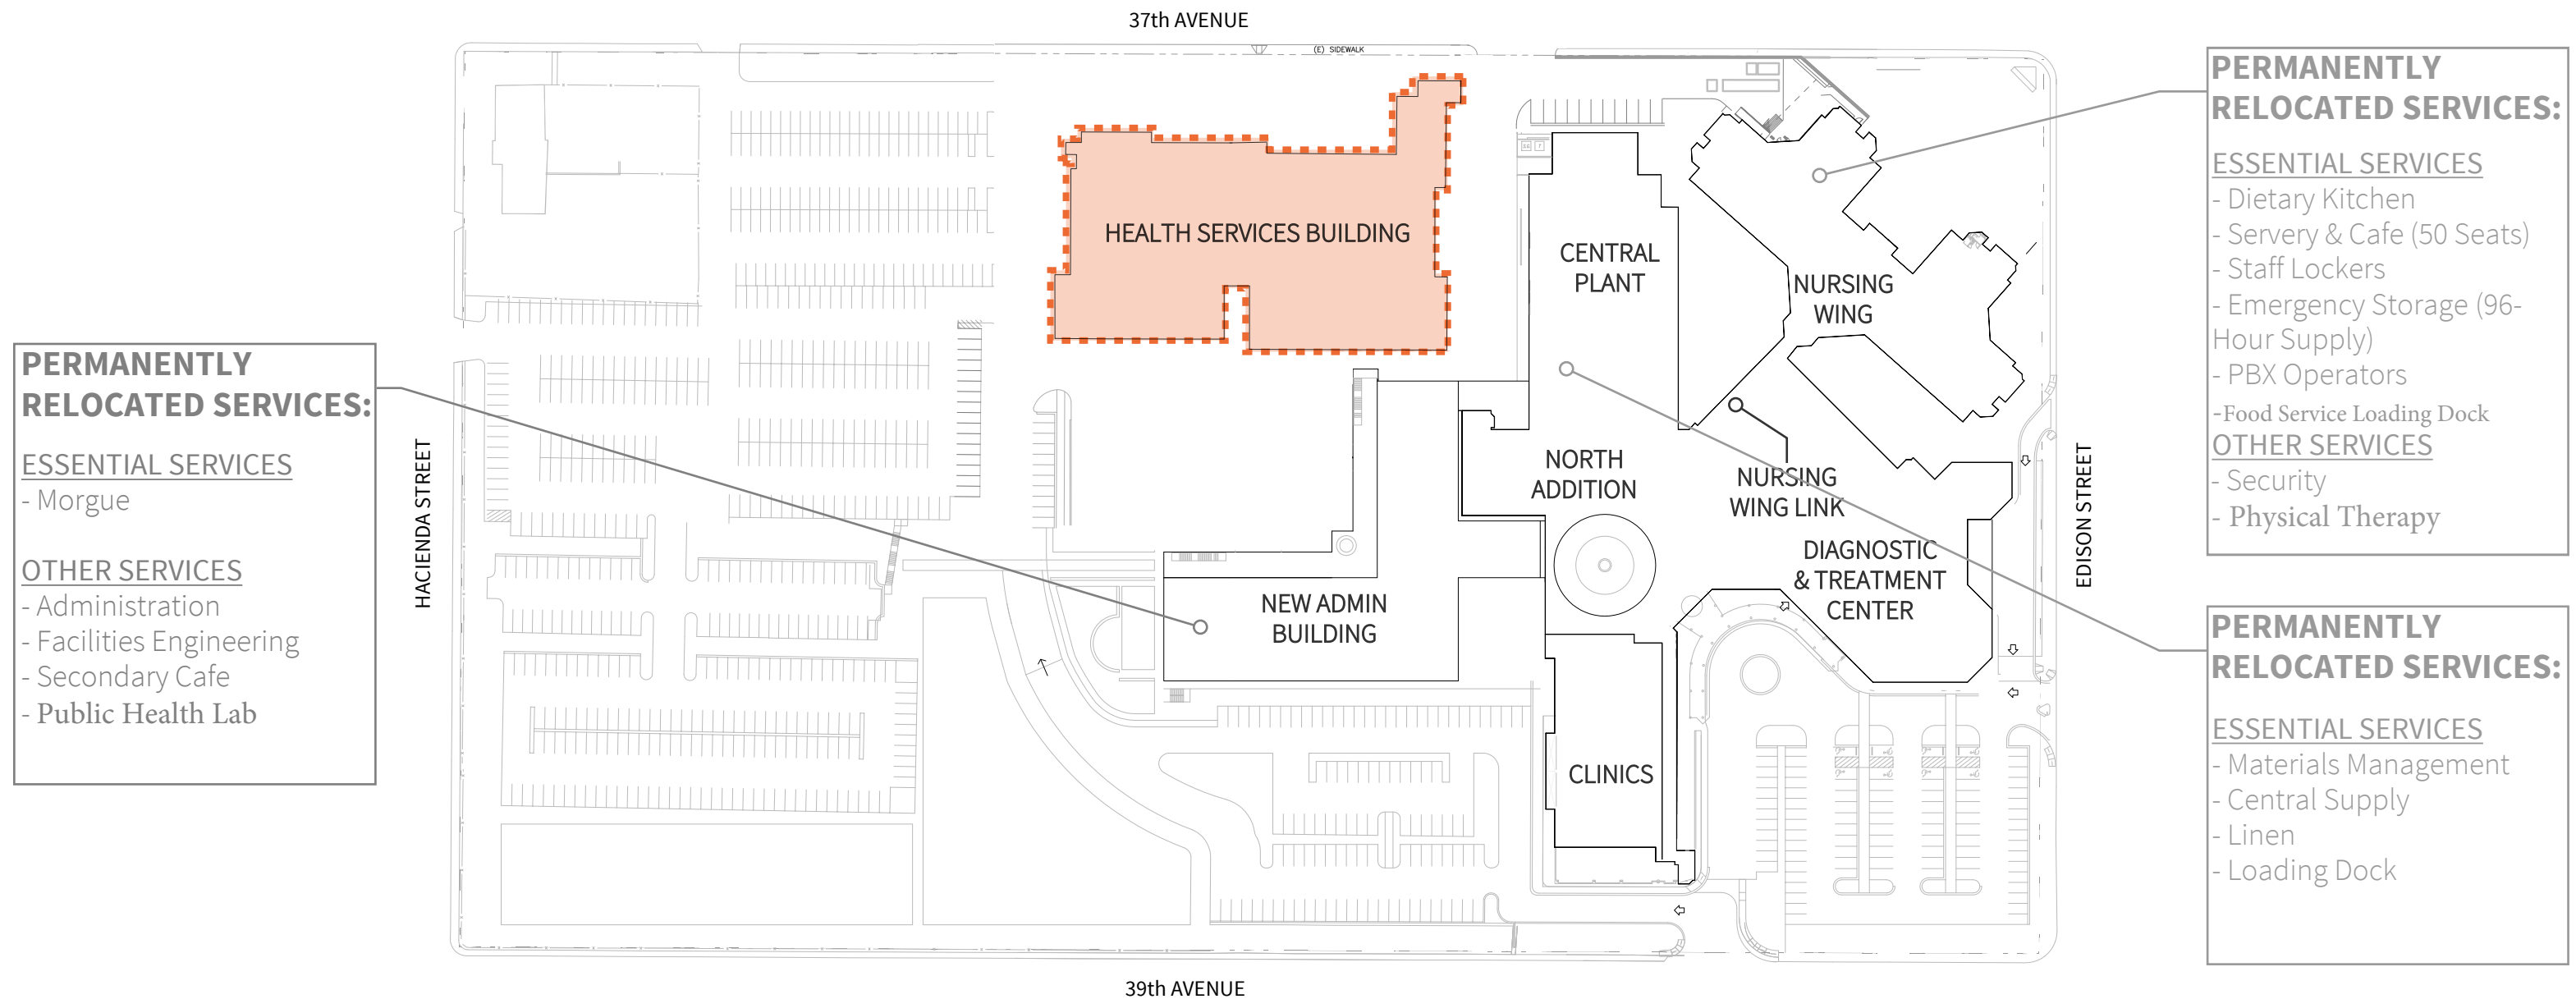 37th AVENUE
(E) SIDEWALK
PERMANENTLY
RELOCATED SERVICES:
ESSENTIAL SERVICES
- Morgue
OTHER SERVICES
- Administration
- Facilities Engineering
- Secondary Cafe
- Public Health Lab
HACIENDA STREET
HEALTH SERVICES BUILDING
CENTRAL
PLANT
NURSING
WING
NORTH
ADDITION
NURSING
WING LINK
DIAGNOSTIC
& TREATMENT
CENTER
NEW ADMIN
BUILDING
CLINICS
EDISON STREET
PERMANENTLY
RELOCATED SERVICES:
ESSENTIAL SERVICES
- Dietary Kitchen
- Servery & Cafe (50 Seats)
- Staff Lockers
- Emergency Storage (96-
Hour Supply)
- PBX Operators
-Food Service Loading Dock
OTHER SERVICES
- Security
- Physical Therapy
PERMANENTLY
RELOCATED SERVICES:
ESSENTIAL SERVICES
- Materials Management
- Central Supply
- Linen
- Loading Dock
39th AVENUE